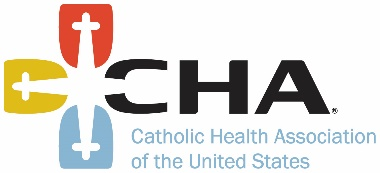 CHA®
Catholic Health Association
of the United States